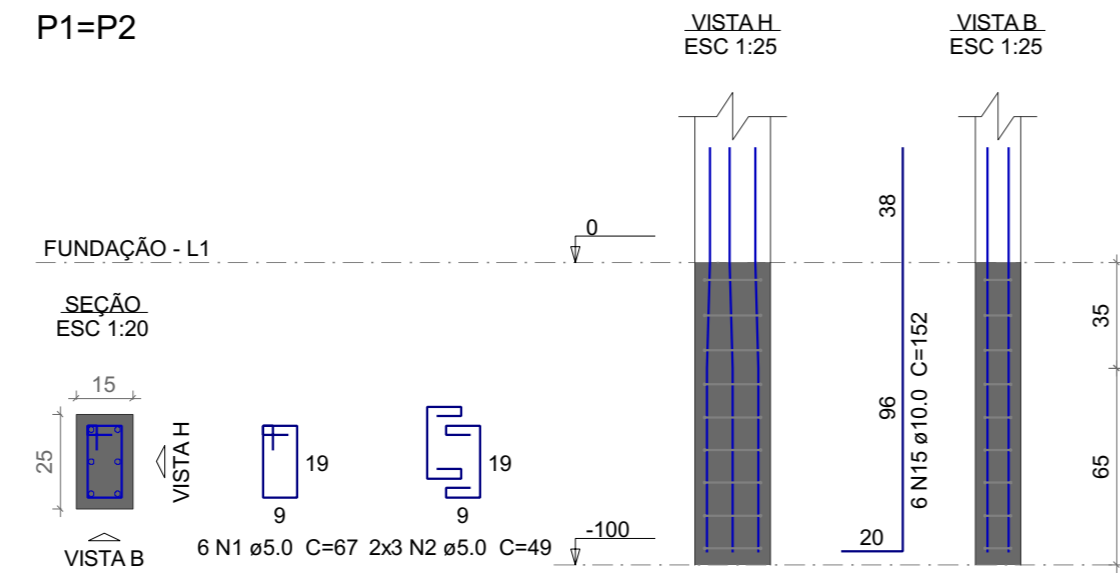 P1=P2
VISTA H
ESC 1:25
VISTA B
ESC 1:25
FUNDAÇÃO - L1
0
38
SEÇÃO
ESC 1:20
15
25
VISTA H
VISTA B
19
9
6 N1 ø5.0 C=67
19
9
2x3 N2 ø5.0 C=49
-100
96
6 N15 ø10.0 C=152
20
35
65